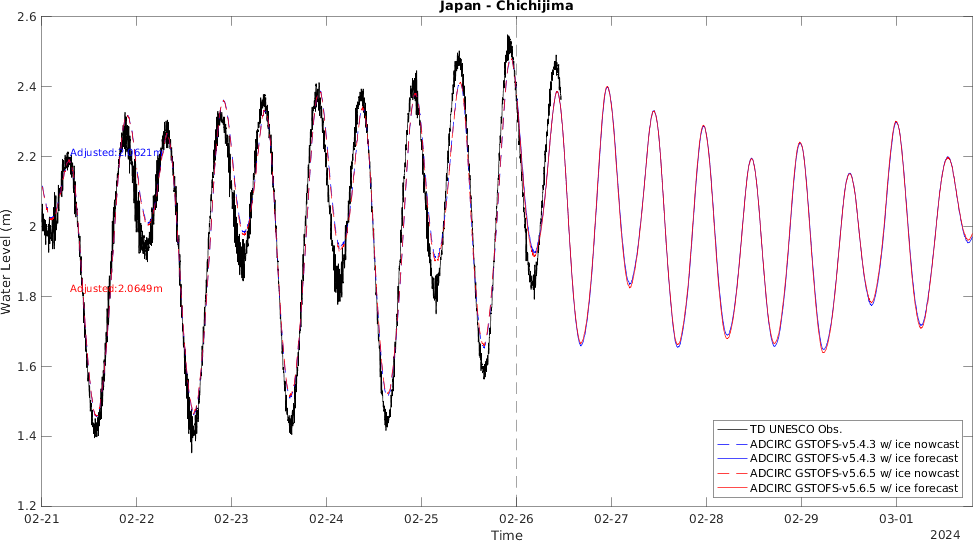 Japan - Chichijima
2.6
2.4
2.2
2
1.8
1.6
1.4
1.2
Water Level (m)
Adjusted:2.0649m
TD UNESCO Obs.
ADCIRC GSTOFS-v5.4.3 w/ ice nowcast
ADCIRC GSTOFS-v5.4.3 w/ ice forecast
ADCIRC GSTOFS-v5.6.5 w/ ice nowcast
ADCIRC GSTOFS-v5.6.5 w/ ice forecast
02-21 02-22 02-23 02-24 02-25 02-26 02-27 02-28 02-29 03-01
Time
2024